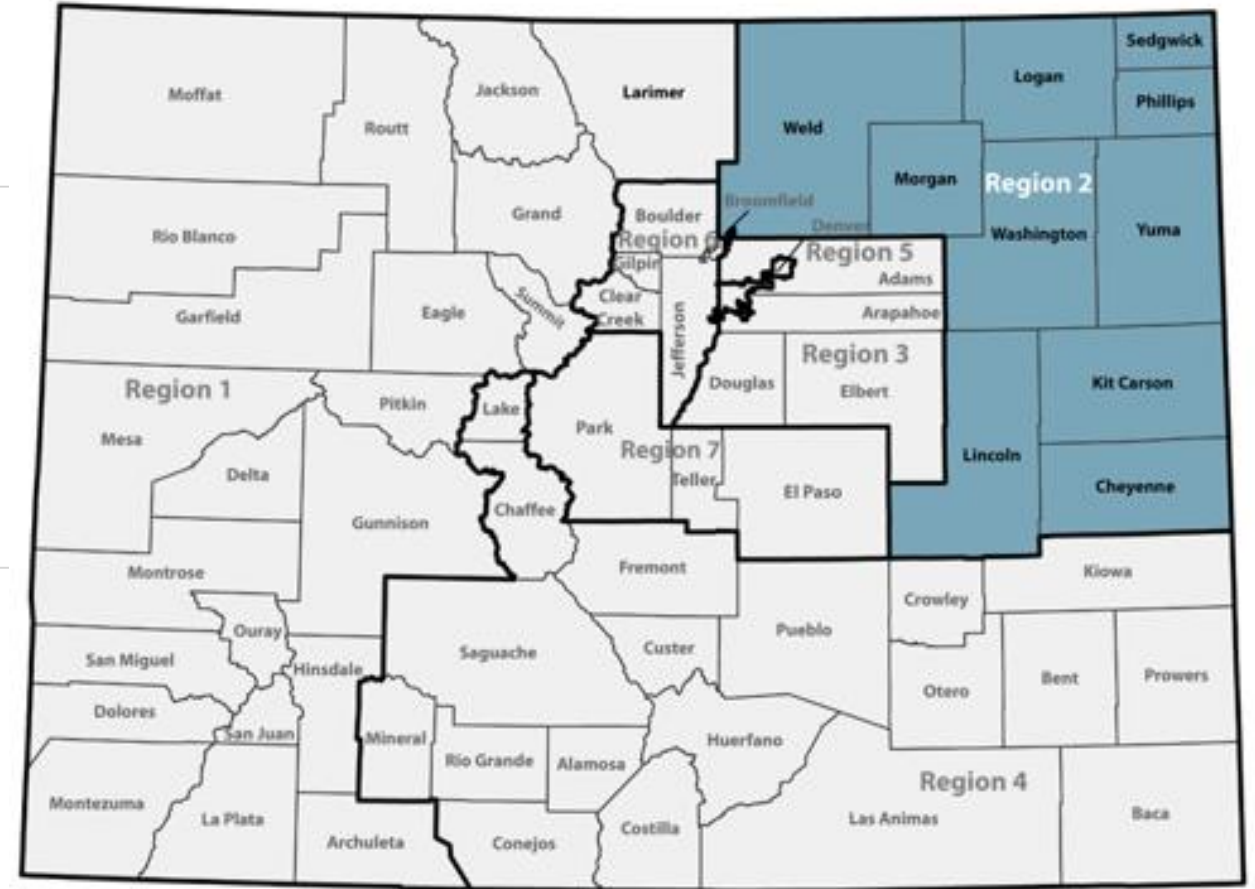 Sedgwick
Logan
Moffat
Jackson
Larimer
Phillips
Weld
Routt
Morgan
Region 2
Broomfield
Grand
Boulder
Denver
Rio Blanco
Washington
Yuma
Region 6
Region 5
Gilpin
Adams
Clear
Creek
Summit
Eagle
Garfield
Arapahoe
Jefferson
Region 3
Douglas
Elbert
Kit Carson
Region 1
Pitkin
Lake
Mesa
Park
Region 7
Lincoln
Delta
Teller
El Paso
Cheyenne
Chaffee
Gunnison
Montrose
Fremont
Kiowa
Crowley
Ouray
Pueblo
San Miguel
Hinsdale
Saguache
Custer
Otero
Bent
Prowers
Dolores
San Juan
Mineral
Huerfano
Rio Grande
Alamosa
Region 4
Montezuma
La Plata
Costilla
Las Animas
Baca
Archuleta
Conejos